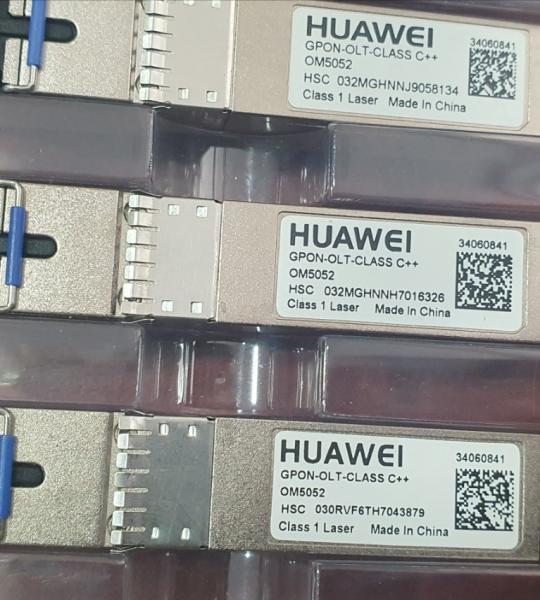 HUAWEI
34060841
GPON-OLT-CLASS C++
OM5052
HSC 032MGHNNJ9058134
Class 1 Laser Made In China
HUAWEI
34060841
GPON-OLT-CLASS C++
OM5052
HSC 032MGHNNH7016326
Class 1 Laser Made In China
HUAWEI
34060841
GPON-OLT-CLASS C++
OM5052
HSC 030RVF6TH7043879
Class 1 Laser Made In China